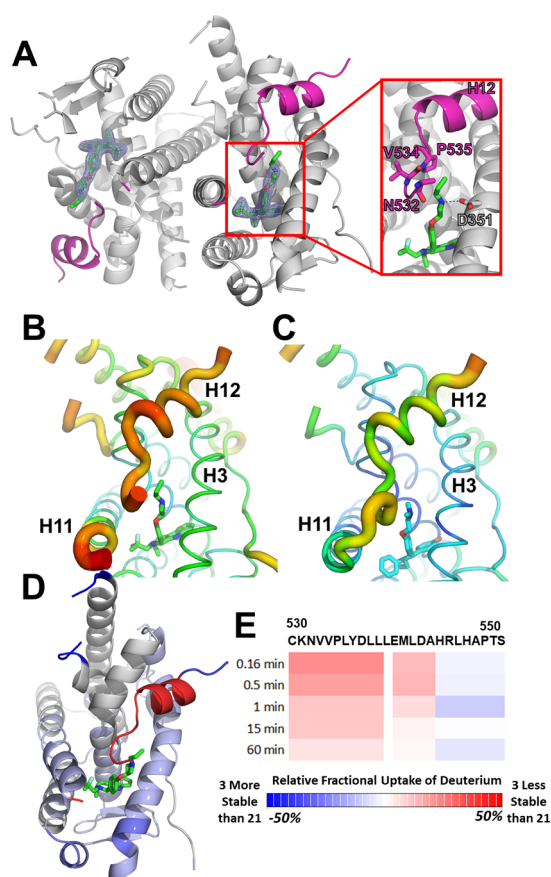 A
H12
V534
P535
N532
D351
B
C
H12
H12
H3
H3
H11
H11
D
E
530
550
CKNVVPLYDLLLEMLDAHRLHAPTS
0.16 min
0.5 min
1 min
15 min
60 min
3 More Stable than 21
Relative Fractional Uptake of Deuterium
-50%
50%
3 Less Stable than 21